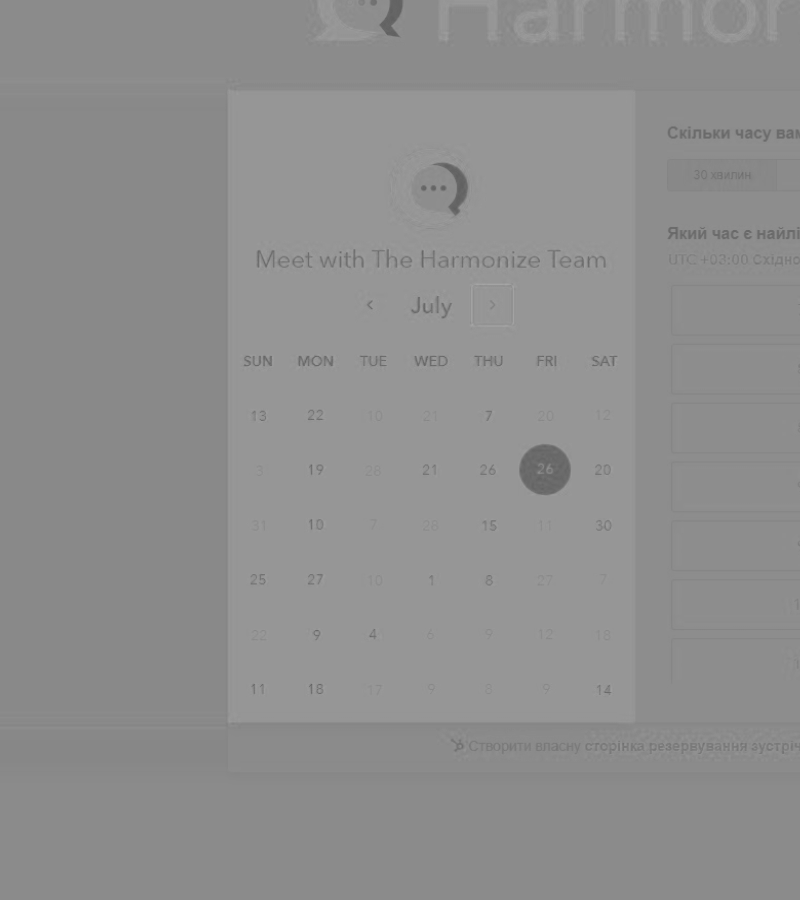 Harmon
Meet with The Harmonize Team
July
SUN MON TUE WED THU FRI SAT
13 22 10 21 7 20 12
3 19 28 21 26 26 20
31 10 7 28 15 11 30
25 27 10 1 8 27 7
22 9 4 6 9 12 18
11 18 17 9 8 9 14
Скільки часу вам
30 хвилин
Який час є найлі
UTC +03:00 Східно
Створити власну сторінка резервування зустріч